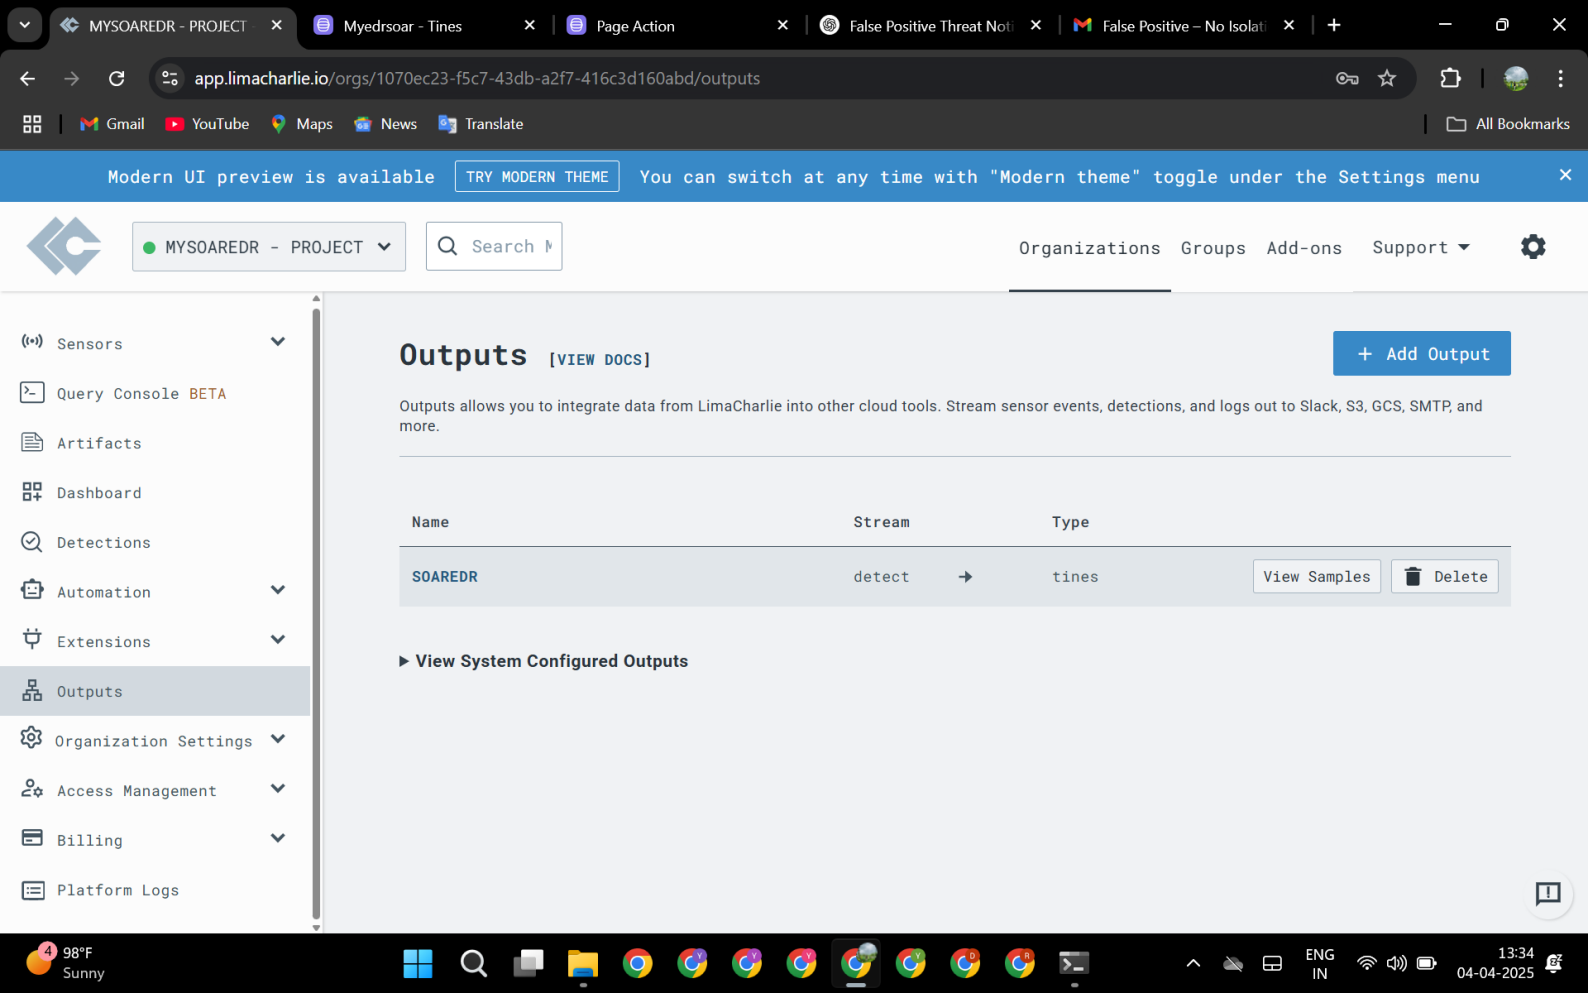 MYSOAREDR - PROJECT
Myedrsoar - Tines
Page Action
False Positive Threat Noti
False Positive – No Isolati
app.limacharlie.io/orgs/1070ec23-f5c7-43db-a2f7-416c3d160abd/outputs
Gmail
YouTube
Maps
News
Translate
All Bookmarks
Modern UI preview is available
TRY MODERN THEME
You can switch at any time with "Modern theme" toggle under the Settings menu
MYSOAREDR - PROJECT
Search M
Organizations
Groups
Add-ons
Support
Sensors
Query Console BETA
Artifacts
Dashboard
Detections
Automation
Extensions
Outputs
Organization Settings
Access Management
Billing
Platform Logs
Outputs [VIEW DOCS]
+ Add Output
Outputs allows you to integrate data from LimaCharlie into other cloud tools. Stream sensor events, detections, and logs out to Slack, S3, GCS, SMTP, and
more.
Name
Stream
Type
SOAREDR
detect
tines
View Samples
Delete
View System Configured Outputs
4
98°F
Sunny
Y
Y
Y
Y
D
R
ENG
IN
13:34
04-04-2025